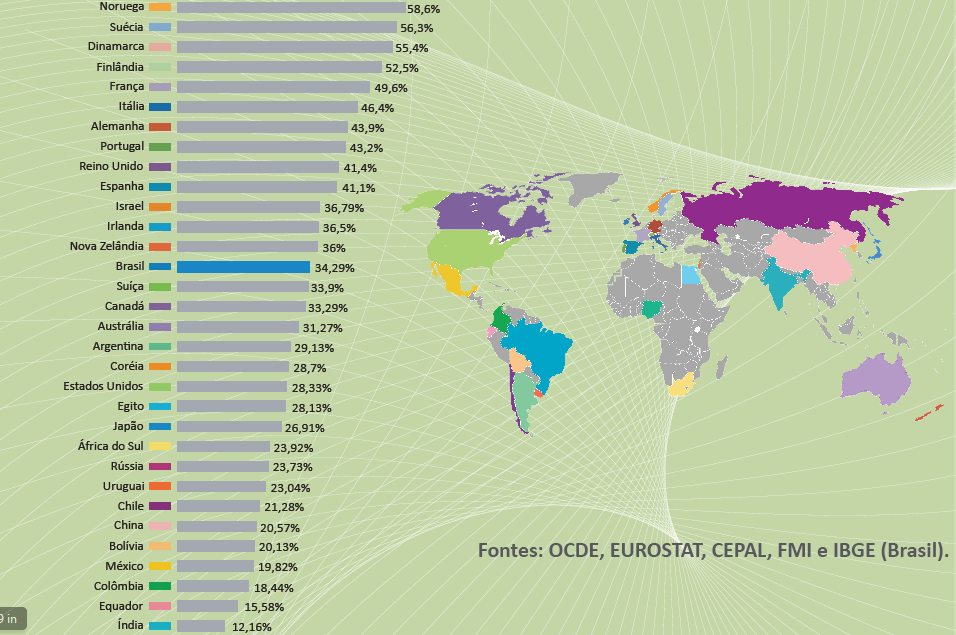 Noruega 58,6%
Suécia 56,3%
Dinamarca 55,4%
Finlândia 52,5%
França 49,6%
Itália 46,4%
Alemanha 43,9%
Portugal 43,2%
Reino Unido 41,4%
Espanha 41,1%
Israel 36,79%
Irlanda 36,5%
Nova Zelândia 36%
Brasil 34,29%
Suíça 33,9%
Canadá 33,29%
Austrália 31,27%
Argentina 29,13%
Coréia 28,7%
Estados Unidos 28,33%
Egito 28,13%
Japão 26,91%
África do Sul 23,92%
Rússia 23,73%
Uruguai 23,04%
Chile 21,28%
China 20,57%
Bolívia 20,13%
México 19,82%
Colômbia 18,44%
Equador 15,58%
Índia 12,16%
Fontes: OCDE, EUROSTAT, CEPAL, FMI e IBGE (Brasil).
9 in